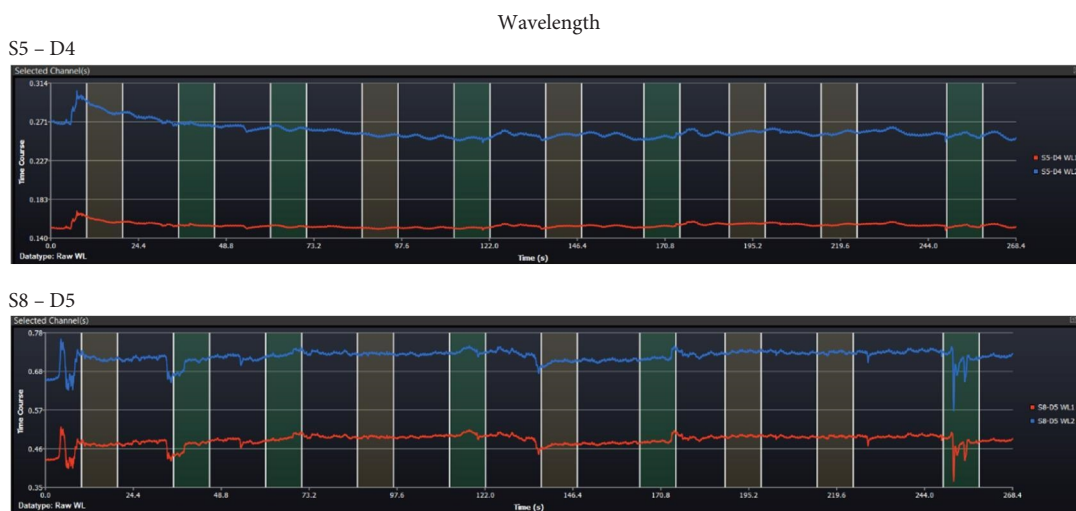 Wavelength
S5 – D4
Selected Channel(s)
0.314
0.271
0.227
0.183
0.140
Time Course
0.0 24.4 48.8 73.2 97.6 122.0 146.4 170.8 195.2 219.6 244.0 268.4
Datatype: Raw WL
Time (s)
S5-D4 WL1
S5-D4 WL2
S8 – D5
Selected Channel(s)
0.78
0.68
0.57
0.46
0.35
Time Course
0.0 24.4 48.8 73.2 97.6 122.0 146.4 170.8 195.2 219.6 244.0 268.4
Datatype: Raw WL
Time (s)
S8-D5 WL1
S8-D5 WL2